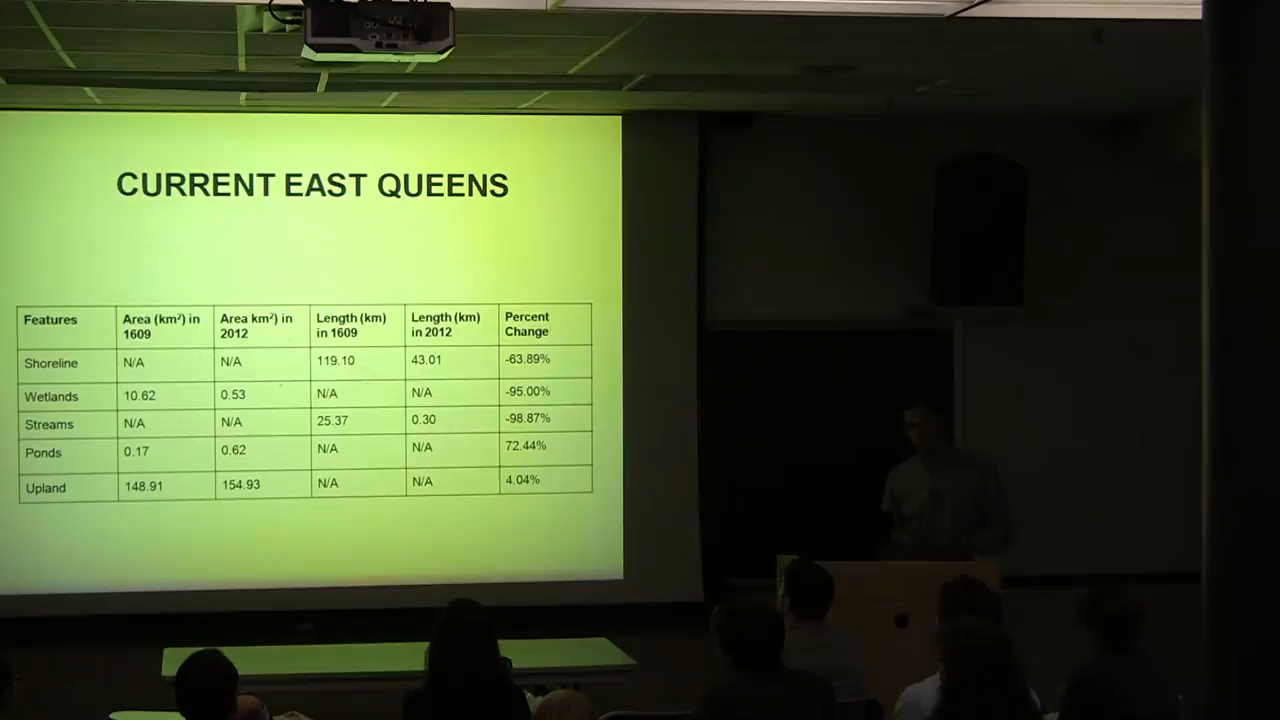 CURRENT EAST QUEENS
Features Area (km²) in 1609 Area km²) in 2012 Length (km) in 1609 Length (km) in 2012 Percent Change
Shoreline N/A N/A 119.10 43.01 -63.89%
Wetlands 10.62 0.53 N/A N/A -95.00%
Streams N/A N/A 25.37 0.30 -98.87%
Ponds 0.17 0.62 N/A N/A 72.44%
Upland 148.91 154.93 N/A N/A 4.04%